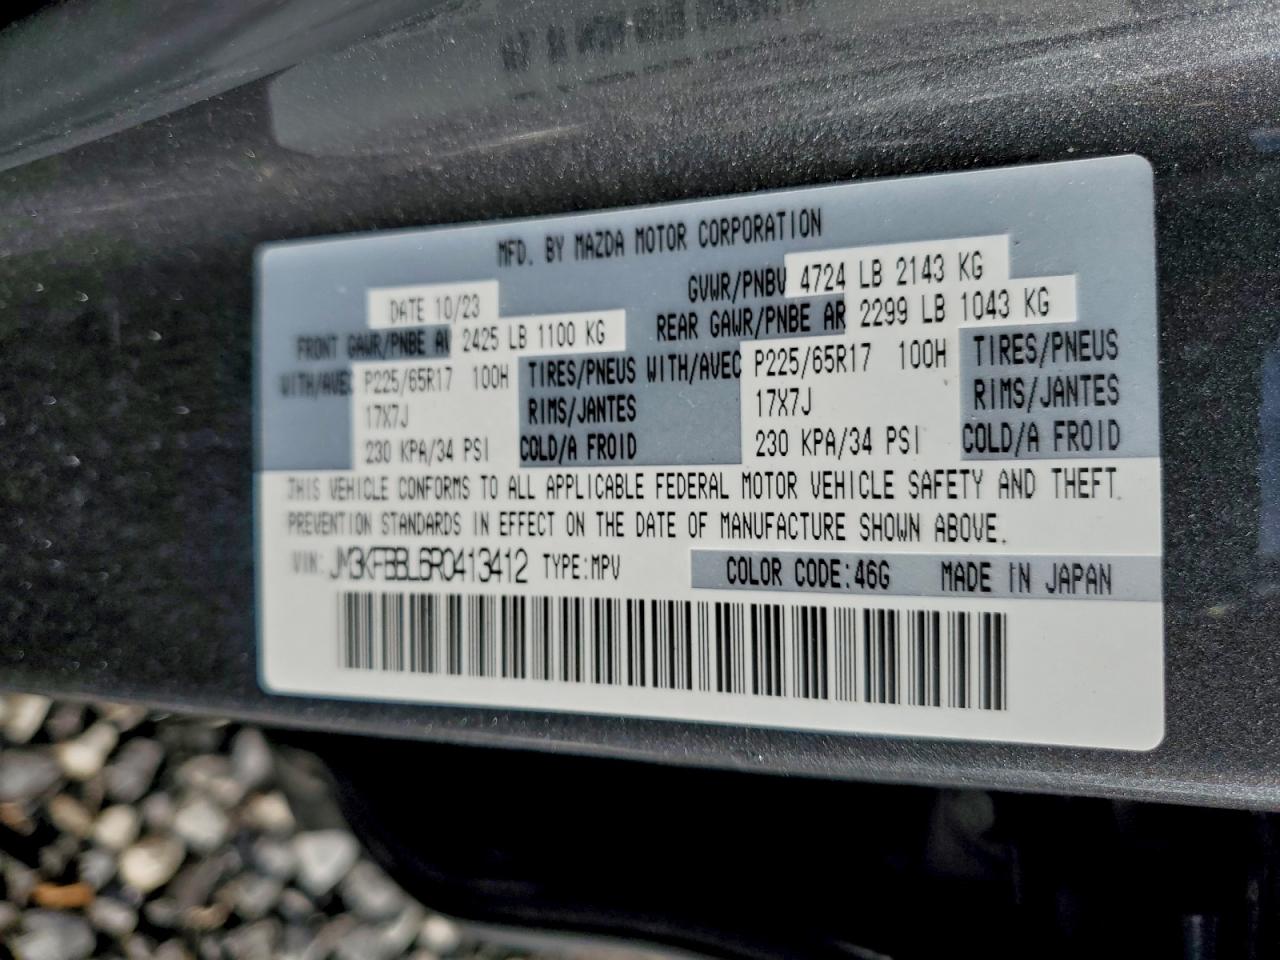 MFD. BY MAZDA MOTOR CORPORATION
DATE 10/23 GVWR/PNBV 4724 LB 2143 KG
FRONT GAWR/PNBE AV 2425 LB 1100 KG REAR GAWR/PNBE AR 2299 LB 1043 KG
WITH/AVEC P225/65R17 100H TIRES/PNEUS WITH/AVEC P225/65R17 100H TIRES/PNEUS
17X7J RIMS/JANTES 17X7J RIMS/JANTES
230 KPA/34 PSI COLD/A FROID 230 KPA/34 PSI COLD/A FROID
THIS VEHICLE CONFORMS TO ALL APPLICABLE FEDERAL MOTOR VEHICLE SAFETY AND THEFT
PREVENTION STANDARDS IN EFFECT ON THE DATE OF MANUFACTURE SHOWN ABOVE.
VIN: JM3KFBBL6R0413412 TYPE:MPV COLOR CODE:46G MADE IN JAPAN